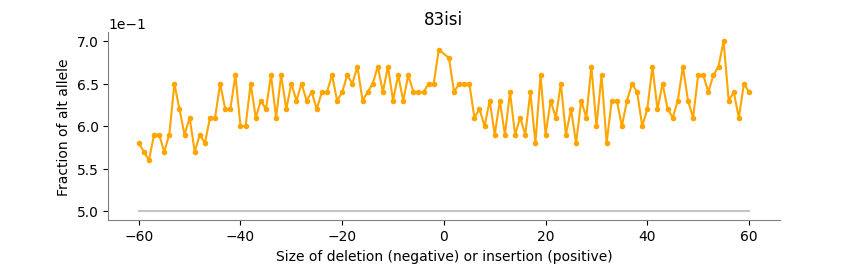 83isi
1e−1
7.0
6.5
6.0
5.5
5.0
Fraction of alt allele
−60 −40 −20 0 20 40 60
Size of deletion (negative) or insertion (positive)